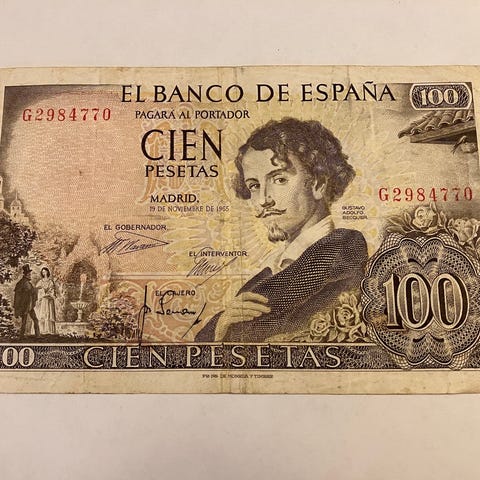 EL BANCO DE ESPAÑA
100
G2984770
PAGARÁ AL PORTADOR
CIEN
PESETAS
G2984770
MADRID,
19 DE NOVIEMBRE DE 1965
GUSTAVO
ADOLFO
BECQUER
EL GOBERNADOR,
EL INTERVENTOR,
EL CAJERO
100
00
CIEN PESETAS